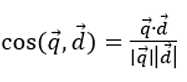 cos(q⃗, d⃗) = q⃗·d⃗ / |q⃗||d⃗|